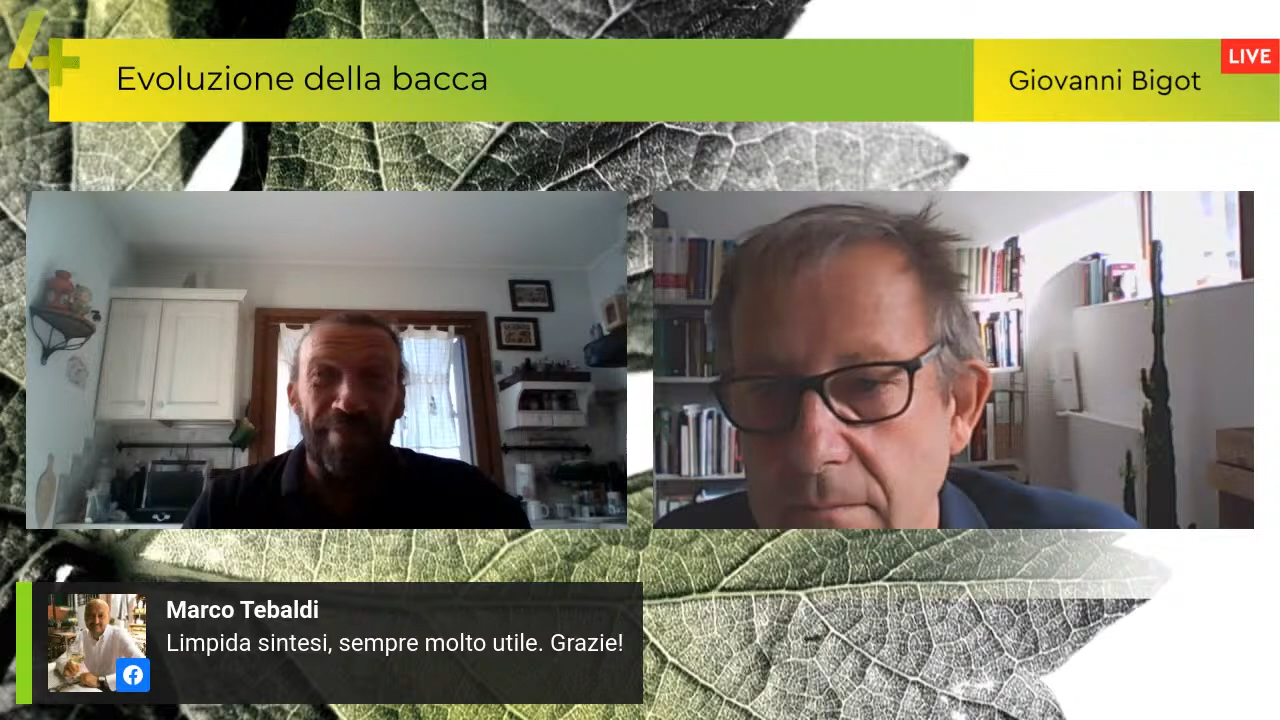 Evoluzione della bacca
Giovanni Bigot
LIVE
Marco Tebaldi
Limpida sintesi, sempre molto utile. Grazie!